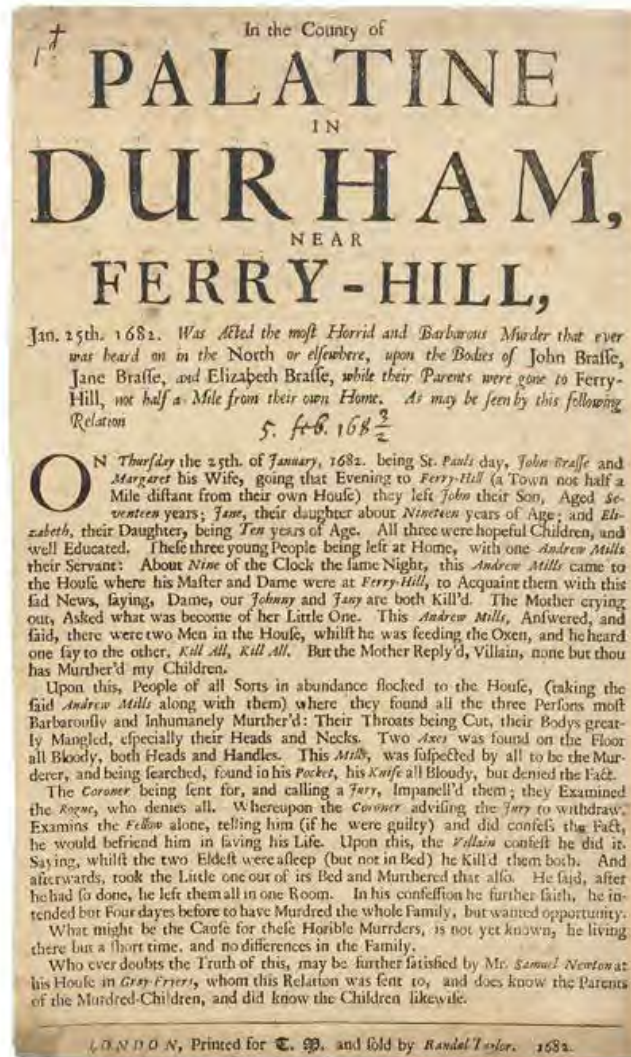 In the County of
PALATINE
IN
DURHAM,
NEAR
FERRY-HILL,
Jan. 25th. 1682. Was Acted the moſt Horrid and Barbarous Murder that ever
was heard on in the North or elſewhere, upon the Bodies of John Braſſe,
Jane Braſſe, and Elizabeth Braſſe, while their Parents were gone to Ferry-
Hill, not half a Mile from their own Home. As may be ſeen by this following
Relation
5. feb. 168 2/2
ON Thurſday the 25th. of January, 1682. being St. Pauls day, John Braſſe and
Margaret his Wife, going that Evening to Ferry-Hill (a Town not half a
Mile diſtant from their own Houſe) they left John their Son, Aged Se-
venteen years; Jane, their daughter about Nineteen years of Age; and Eli-
zabeth, their Daughter, being Ten years of Age. All three were hopeful Children, and
well Educated. Theſe three young People being left at Home, with one Andrew Mills
their Servant: About Nine of the Clock the ſame Night, this Andrew Mills came to
the Houſe where his Maſter and Dame were at Ferry-Hill, to Acquaint them with this
ſad News, ſaying, Dame, our Johnny and Jany are both Kill'd. The Mother crying
out, Asked what was become of her Little One. This Andrew Mills, Anſwered, and
ſaid, there were two Men in the Houſe, whilſt he was feeding the Oxen, and he heard
one ſay to the other, Kill All, Kill All. But the Mother Reply'd, Villain, none but thou
has Murther'd my Children.
Upon this, People of all Sorts in abundance flocked to the Houſe, (taking the
ſaid Andrew Mills along with them) where they found all the three Perſons moſt
Barbarouſly and Inhumanely Murther'd: Their Throats being Cut, their Bodys great-
ly Mangled, eſpecially their Heads and Necks. Two Axes was found on the Floor
all Bloody, both Heads and Handles. This Mills, was ſuſpected by all to be the Mur-
derer, and being ſearched, found in his Pocket, his Knife all Bloody, but denied the Fact.
The Coroner being ſent for, and calling a Jury, Impanell'd them; they Examined
the Rogue, who denies all. Whereupon the Coroner adviſing the Jury to withdraw.
Examins the Fellow alone, telling him (if he were guilty) and did confeſs the Fact,
he would befriend him in ſaving his Life. Upon this, the Villain confeſt he did it.
Saying, whilſt the two Eldeſt were aſleep (but not in Bed) he Kill'd them both. And
afterwards, took the Little one out of its Bed and Murthered that alſo. He ſaid, after
he had ſo done, he left them all in one Room. In his confeſſion he further ſaith, he in-
tended but Four dayes before to have Murdred the whole Family, but wanted opportunity.
What might be the Cauſe for theſe Horible Murrders, is not yet known, he living
there but a ſhort time, and no differences in the Family.
Who ever doubts the Truth of this, may be further ſatisfied by Mr. Samuel Newton at
his Houſe in Gray-Fryers, whom this Relation was ſent to, and does know the Parents
of the Murdred-Children, and did know the Children likewiſe.
LONDON, Printed for T. M. and ſold by Randal Taylor. 1682.